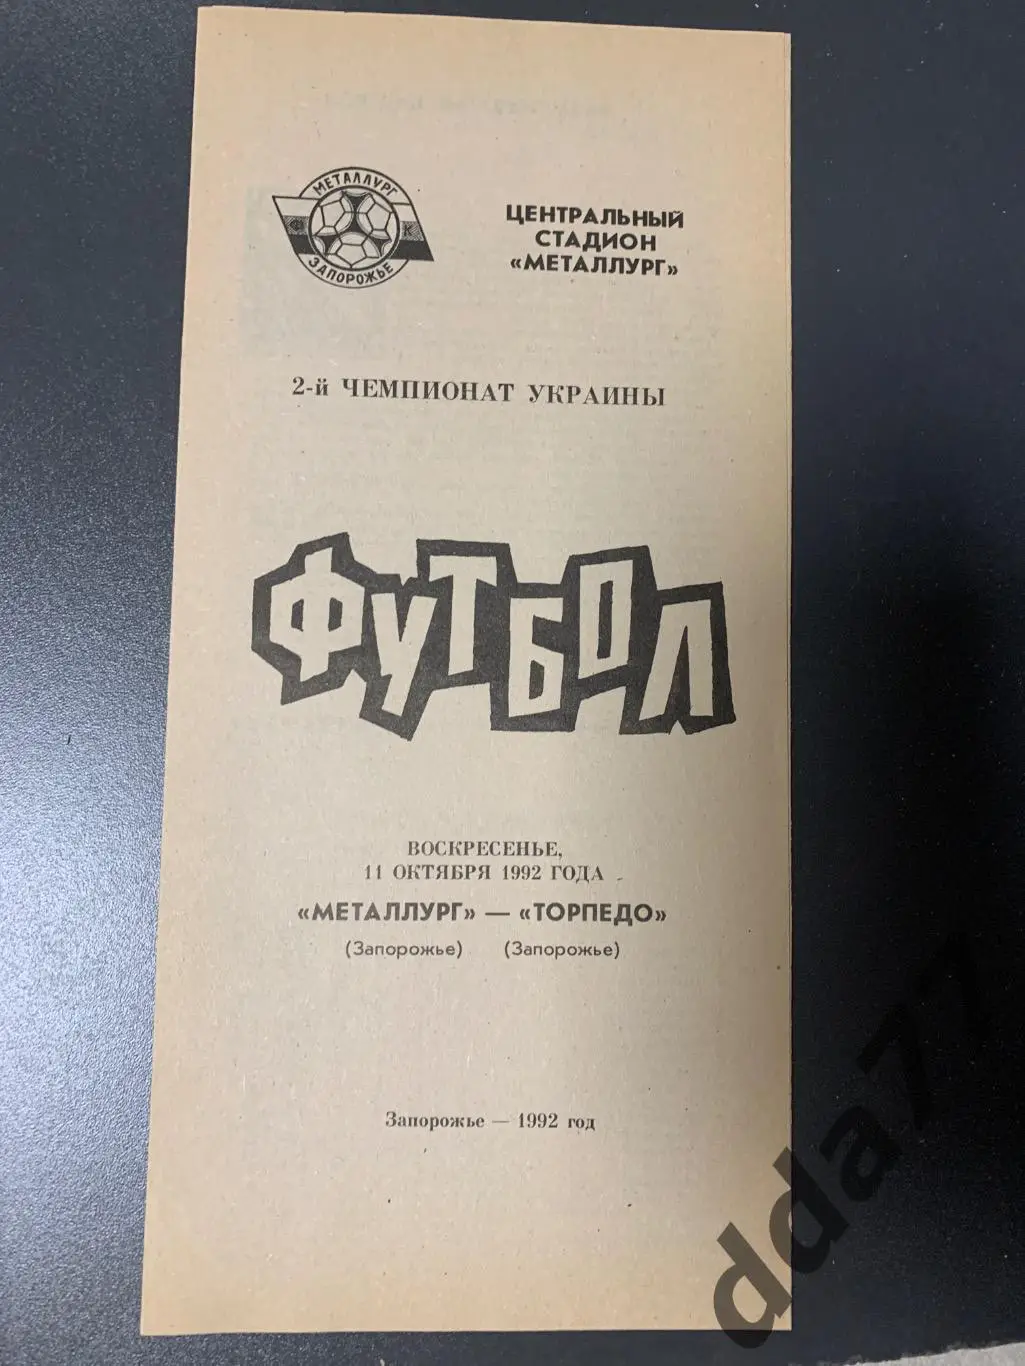 МЕТАЛЛУРГ
Ф К
ЗАПОРОЖЬЕ
ЦЕНТРАЛЬНЫЙ
СТАДИОН
«МЕТАЛЛУРГ»
2-й ЧЕМПИОНАТ УКРАИНЫ
ФУТБОЛ
ВОСКРЕСЕНЬЕ,
11 ОКТЯБРЯ 1992 ГОДА
«МЕТАЛЛУРГ» — «ТОРПЕДО»
(Запорожье) (Запорожье)
Запорожье — 1992 год
dda77